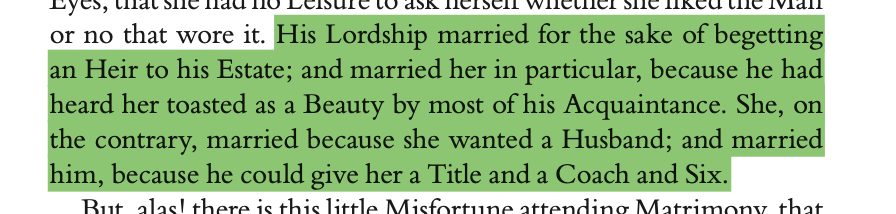 Eyes, that she had no Leisure to ask herself whether she liked the Man
or no that wore it. His Lordship married for the sake of begetting
an Heir to his Estate; and married her in particular, because he had
heard her toasted as a Beauty by most of his Acquaintance. She, on
the contrary, married because she wanted a Husband; and married
him, because he could give her a Title and a Coach and Six.
But, alas! there is this little Misfortune attending Matrimony, that